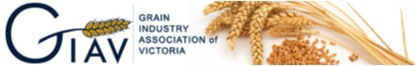 GIAV
GRAIN
INDUSTRY
ASSOCIATION of
VICTORIA